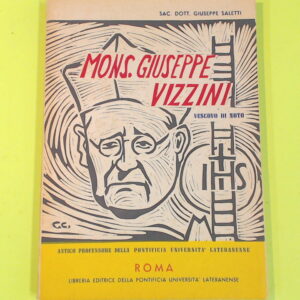 SAC. DOTT. GIUSEPPE SALETTI
MONS. GIUSEPPE
VIZZINI
VESCOVO DI NOTO
IHS
C.C.
ANTICO PROFESSORE DELLA PONTIFICIA UNIVERSITA' LATERANENSE
ROMA
LIBRERIA EDITRICE DELLA PONTIFICIA UNIVERSITA' LATERANENSE